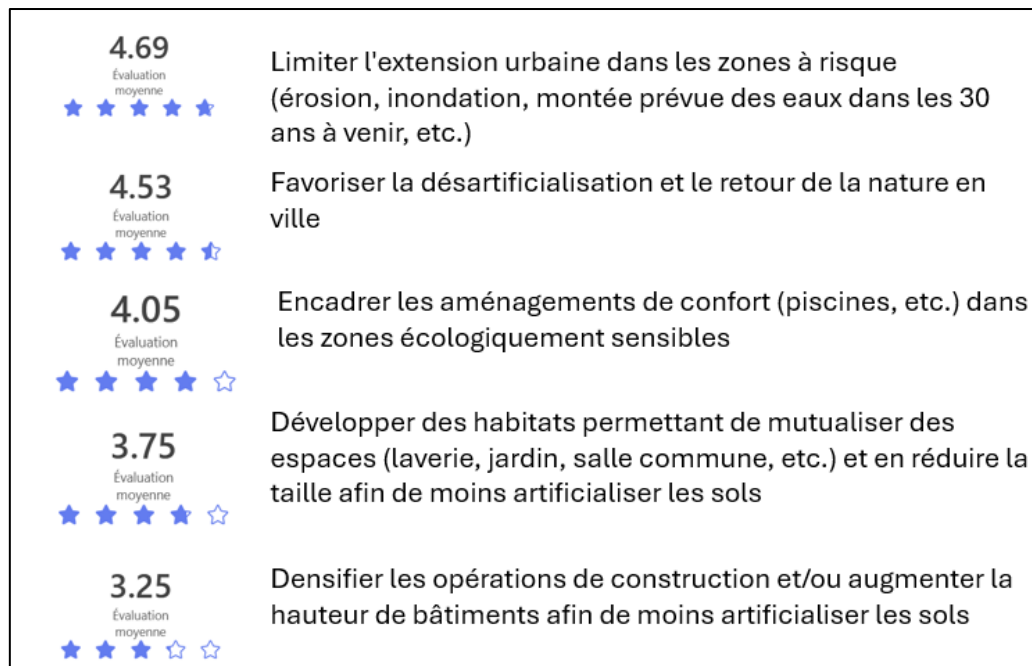 4.69
Évaluation
moyenne
Limiter l'extension urbaine dans les zones à risque
(érosion, inondation, montée prévue des eaux dans les 30
ans à venir, etc.)
4.53
Évaluation
moyenne
Favoriser la désartificialisation et le retour de la nature en
ville
4.05
Évaluation
moyenne
Encadrer les aménagements de confort (piscines, etc.) dans
les zones écologiquement sensibles
3.75
Évaluation
moyenne
Développer des habitats permettant de mutualiser des
espaces (laverie, jardin, salle commune, etc.) et en réduire la
taille afin de moins artificialiser les sols
3.25
Évaluation
moyenne
Densifier les opérations de construction et/ou augmenter la
hauteur de bâtiments afin de moins artificialiser les sols